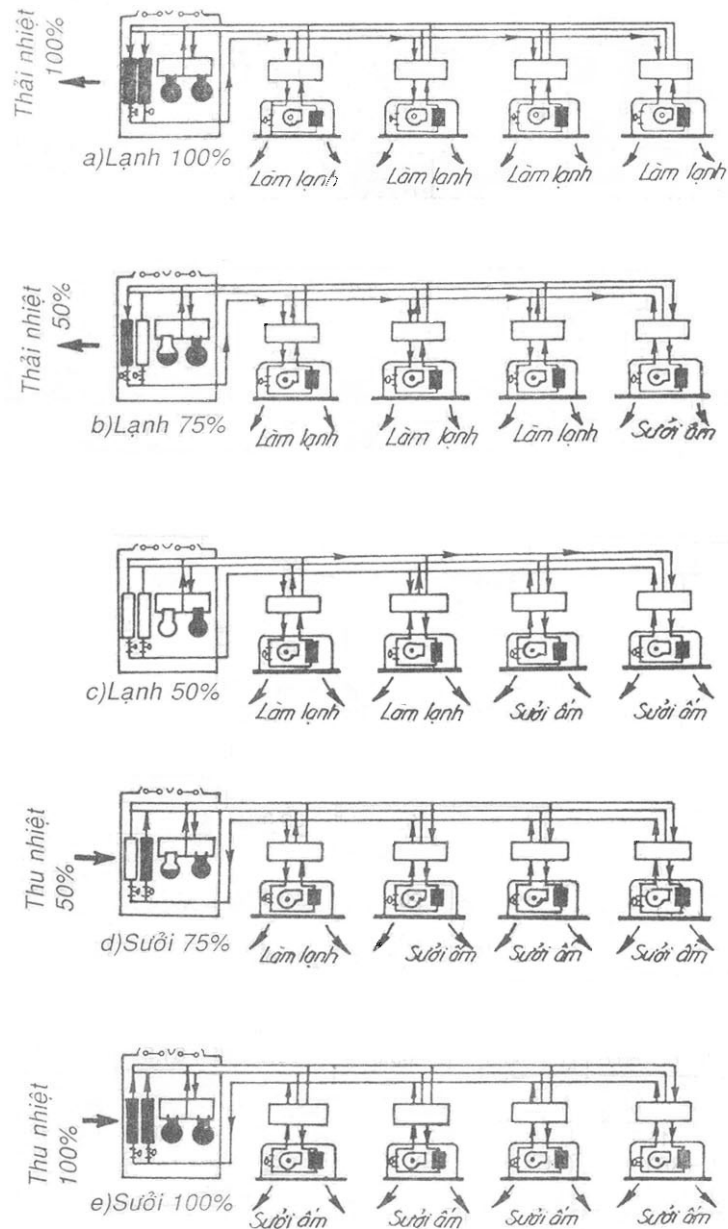 Thải nhiệt
100%
a)Lạnh 100%
Làm lạnh
Làm lạnh
Làm lạnh
Làm lạnh
Thải nhiệt
50%
b)Lạnh 75%
Làm lạnh
Làm lạnh
Làm lạnh
Sưởi ấm
c)Lạnh 50%
Làm lạnh
Làm lạnh
Sưởi ấm
Sưởi ấm
Thu nhiệt
50%
d)Sưởi 75%
Làm lạnh
Sưởi ấm
Sưởi ấm
Sưởi ấm
Thu nhiệt
100%
e)Sưởi 100%
Sưởi ấm
Sưởi ấm
Sưởi ấm
Sưởi ấm